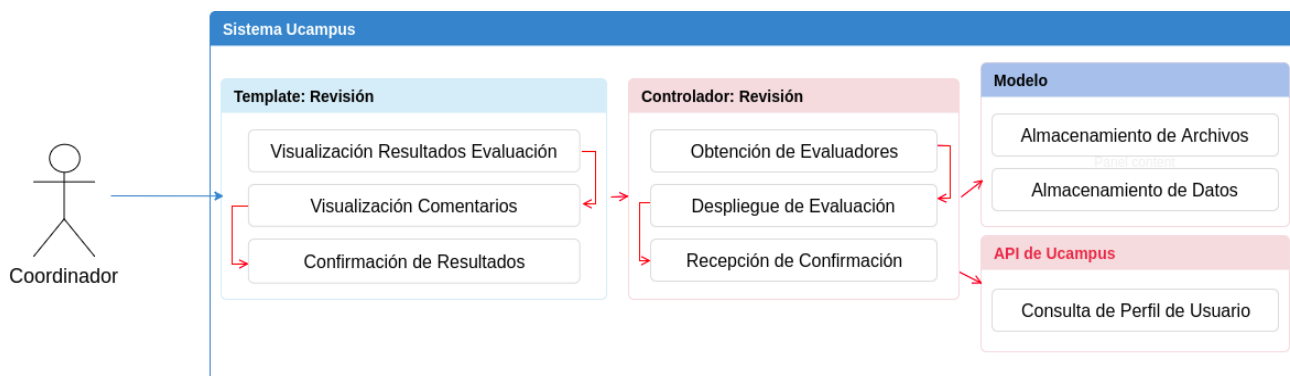 Sistema Ucampus
Template: Revisión
Visualización Resultados Evaluación
Visualización Comentarios
Confirmación de Resultados
Controlador: Revisión
Obtención de Evaluadores
Despliegue de Evaluación
Recepción de Confirmación
Modelo
Almacenamiento de Archivos
Panel content
Almacenamiento de Datos
API de Ucampus
Consulta de Perfil de Usuario
Coordinador